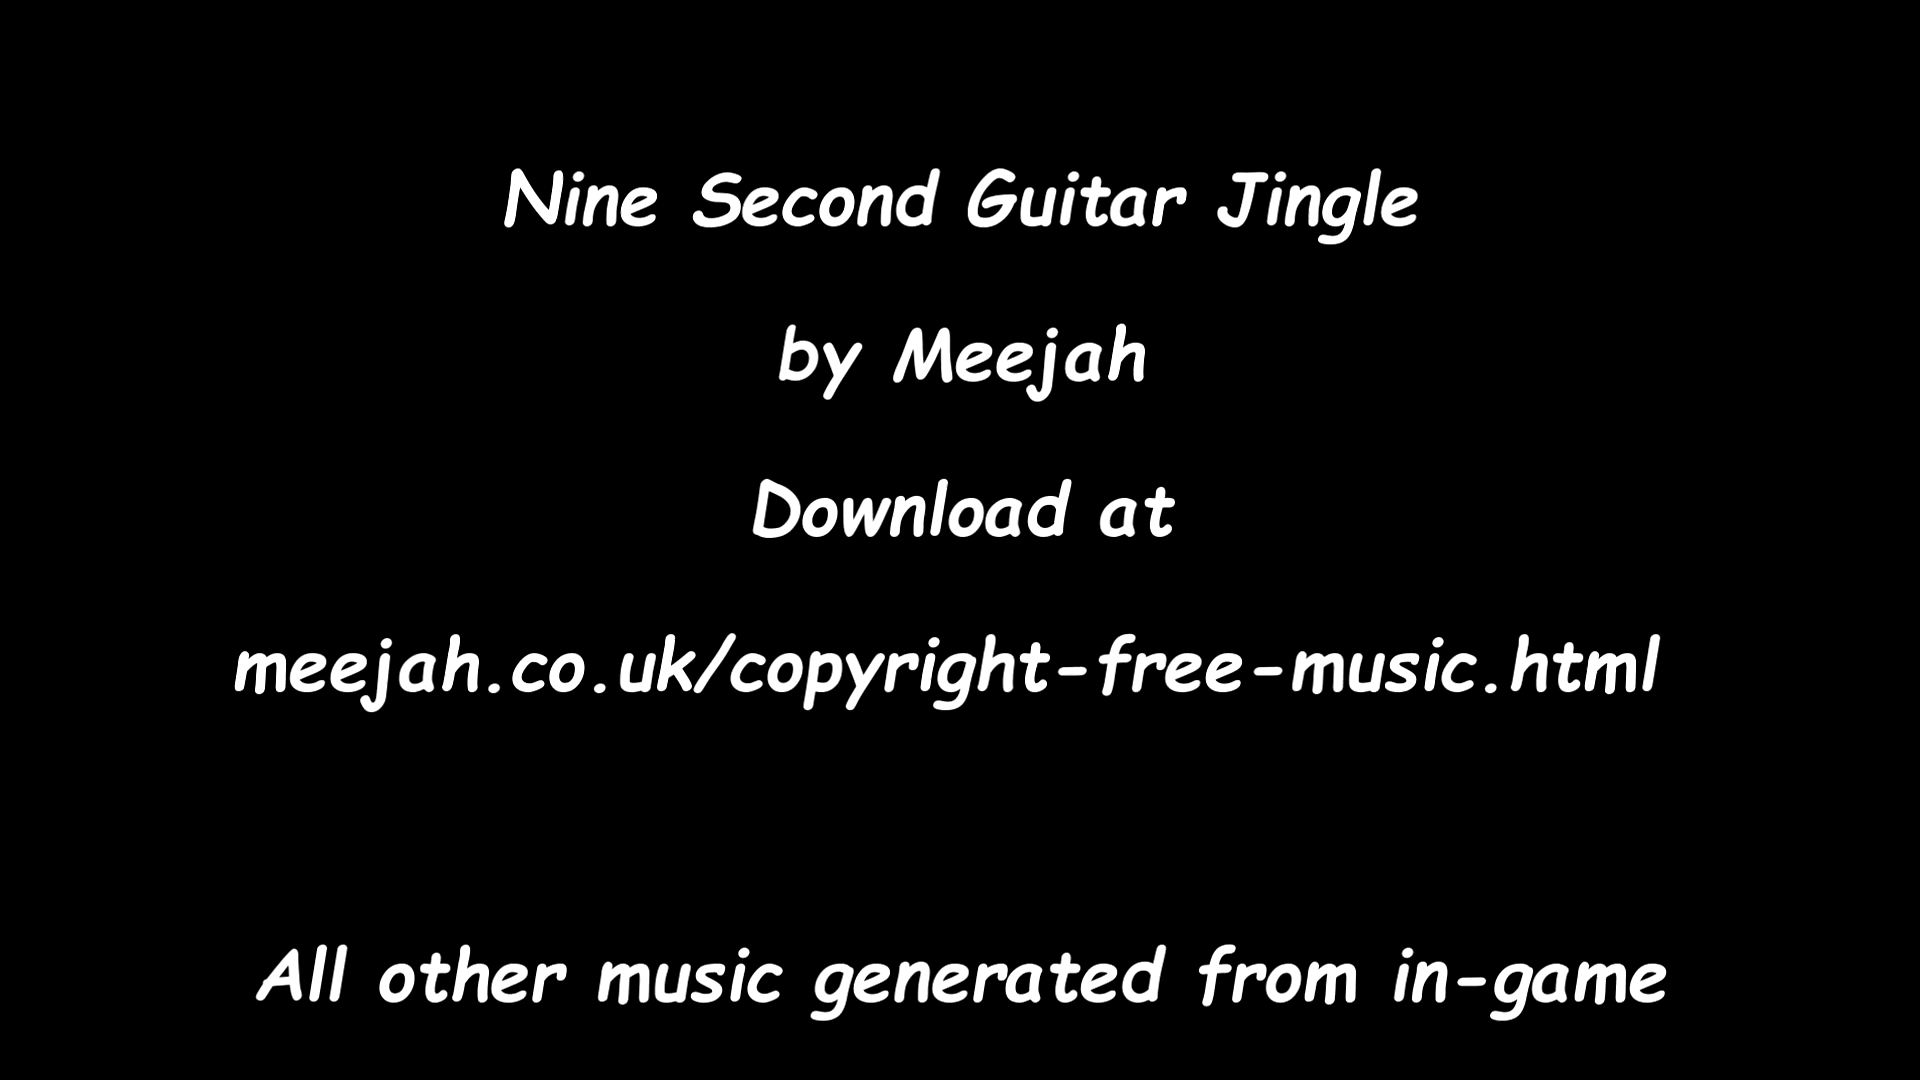 Nine Second Guitar Jingle
by Meejah
Download at
meejah.co.uk/copyright-free-music.html
All other music generated from in-game